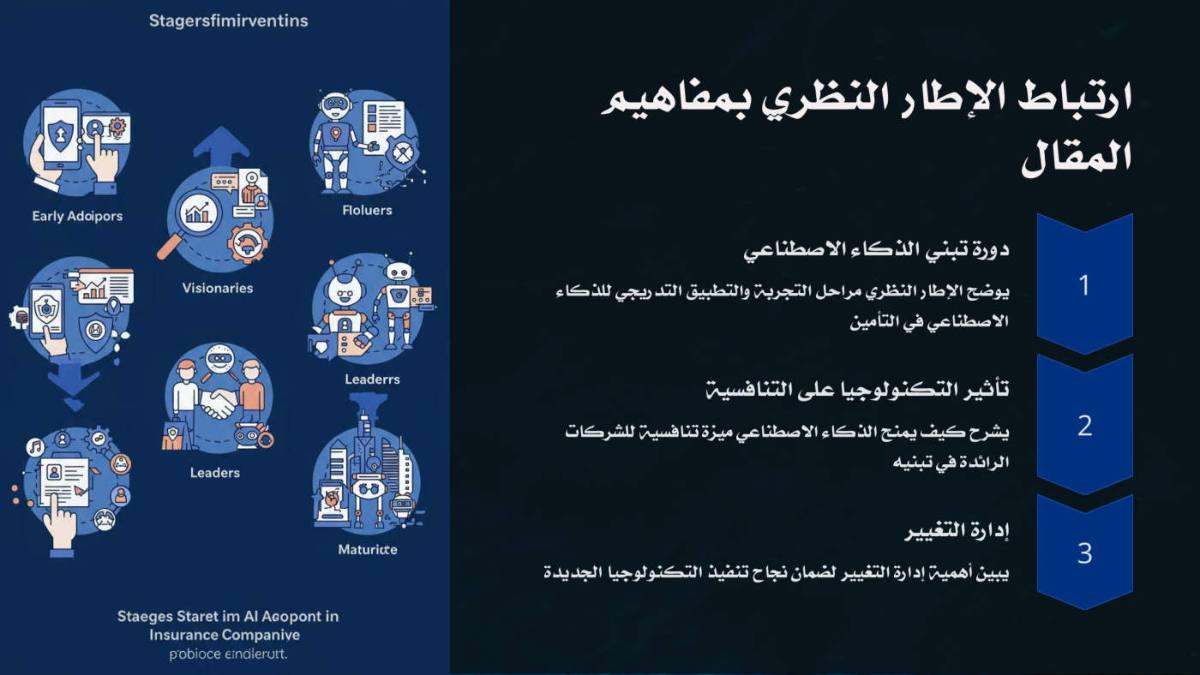 ارتباط الإطار النظري بمفاهيم
المقال
1
دورة تبني الذكاء الاصطناعي
يوضح الإطار النظري مراحل التجربة والتطبيق التدريجي للذكاء
الاصطناعي في التأمين
2
تأثير التكنولوجيا على التنافسية
يشرح كيف يمنح الذكاء الاصطناعي ميزة تنافسية للشركات
الرائدة في تبنيه
3
إدارة التغيير
يبين أهمية إدارة التغيير لضمان نجاح تنفيذ التكنولوجيا الجديدة
Stagersfimirventins
Early Adoipors
Visionaries
Floluers
Leaderrs
Leaders
Maturicte
Staeges Staret im AI Agopont in
Insurance Companive
pobioce eindlerutt.